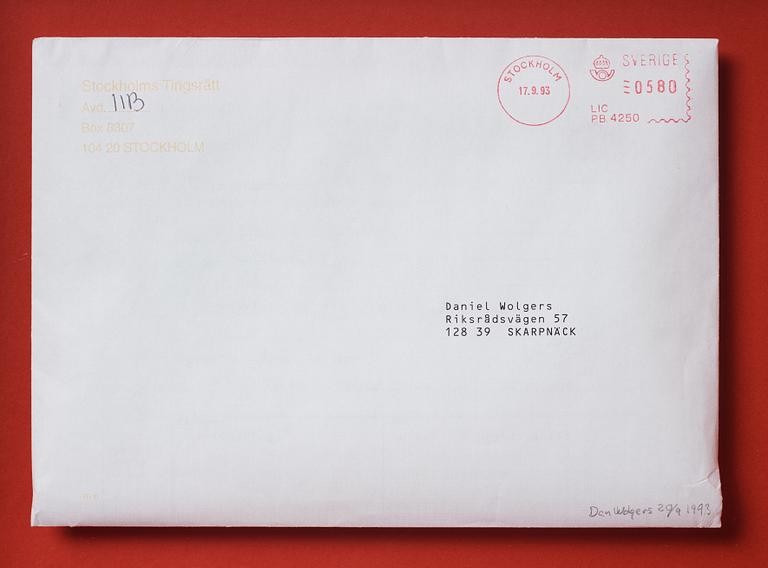 Stockholms Tingsrätt
Avd. 11B
Box 8307
104 20 STOCKHOLM
STOCKHOLM
17.9.93
SVERIGE
0580
LIC
PB 4250
Daniel Wolgers
Riksrådsvägen 57
128 39 SKARPNÄCK
Dan Wolgers 20/9 1993